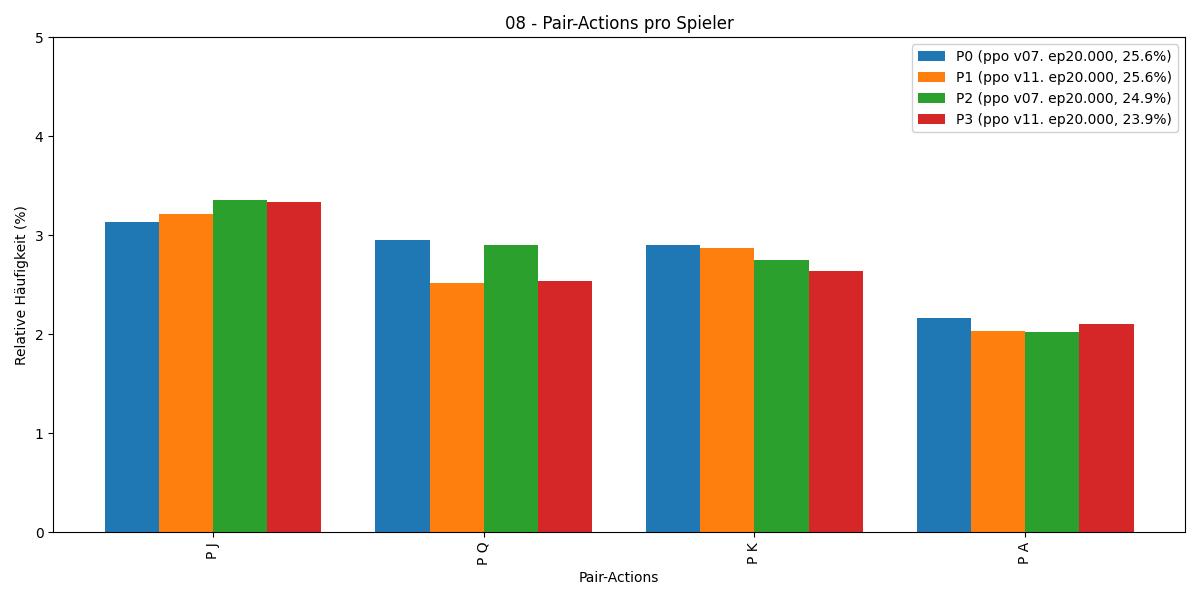 08 - Pair-Actions pro Spieler
5
4
3
2
1
0
Relative Häufigkeit (%)
P0 (ppo v07. ep20.000, 25.6%)
P1 (ppo v11. ep20.000, 25.6%)
P2 (ppo v07. ep20.000, 24.9%)
P3 (ppo v11. ep20.000, 23.9%)
P J
P Q
P K
P A
Pair-Actions